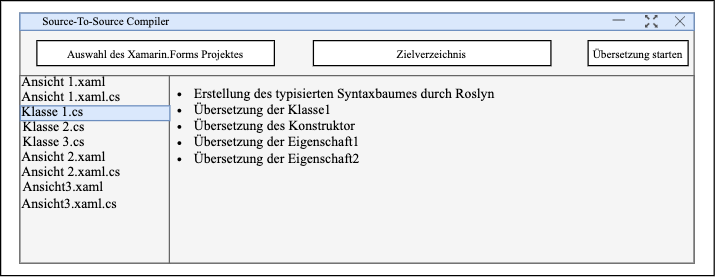 Source-To-Source Compiler
Auswahl des Xamarin.Forms Projektes
Zielverzeichnis
Übersetzung starten
Ansicht 1.xaml
Ansicht 1.xaml.cs
Klasse 1.cs
Klasse 2.cs
Klasse 3.cs
Ansicht 2.xaml
Ansicht 2.xaml.cs
Ansicht3.xaml
Ansicht3.xaml.cs
• Erstellung des typisierten Syntaxbaumes durch Roslyn
• Übersetzung der Klasse1
• Übersetzung des Konstruktor
• Übersetzung der Eigenschaft1
• Übersetzung der Eigenschaft2